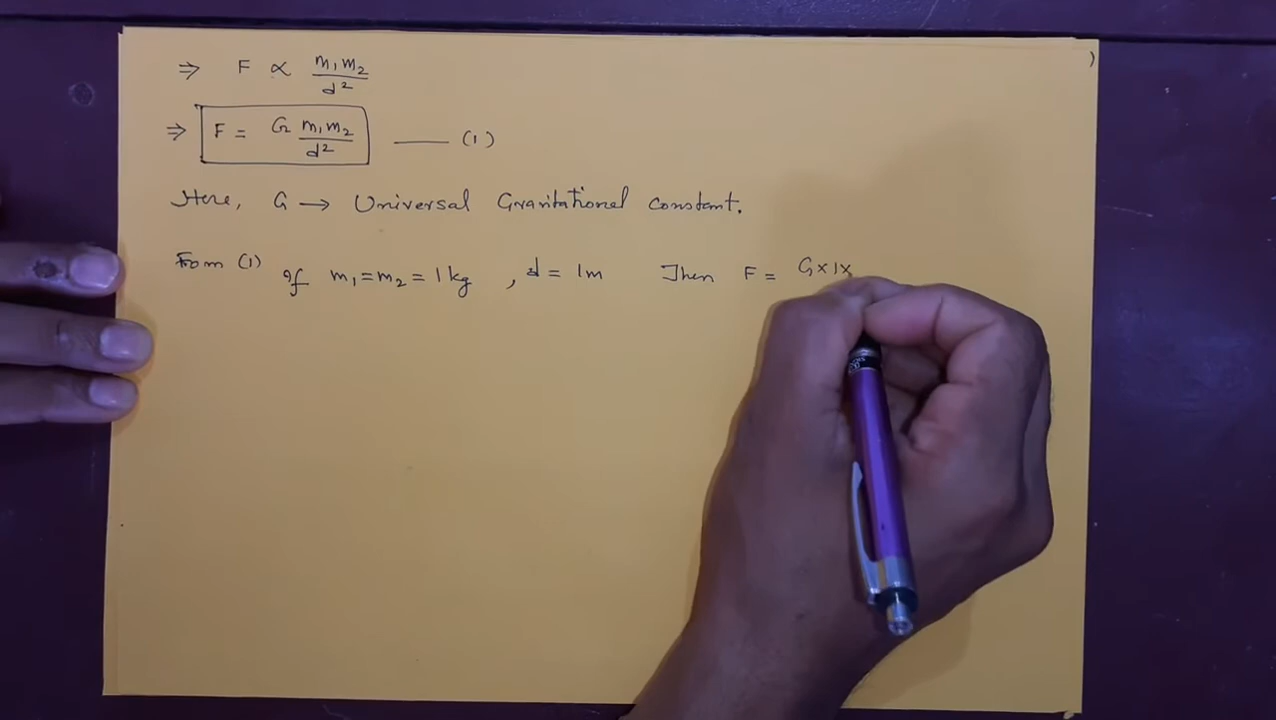 ⇒ F ∝ m₁m₂/d²
⇒ F = G m₁m₂/d² —— (1)
Here, G → Universal Gravitational constant.
From (1) If m₁=m₂=1kg , d = 1m Then F = G×1×